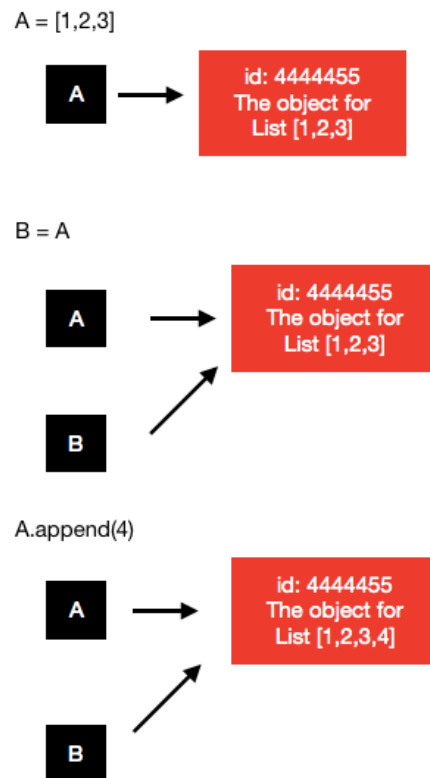 A = [1,2,3]
A
id: 4444455
The object for
List [1,2,3]
B = A
A
id: 4444455
The object for
List [1,2,3]
B
A.append(4)
A
id: 4444455
The object for
List [1,2,3,4]
B